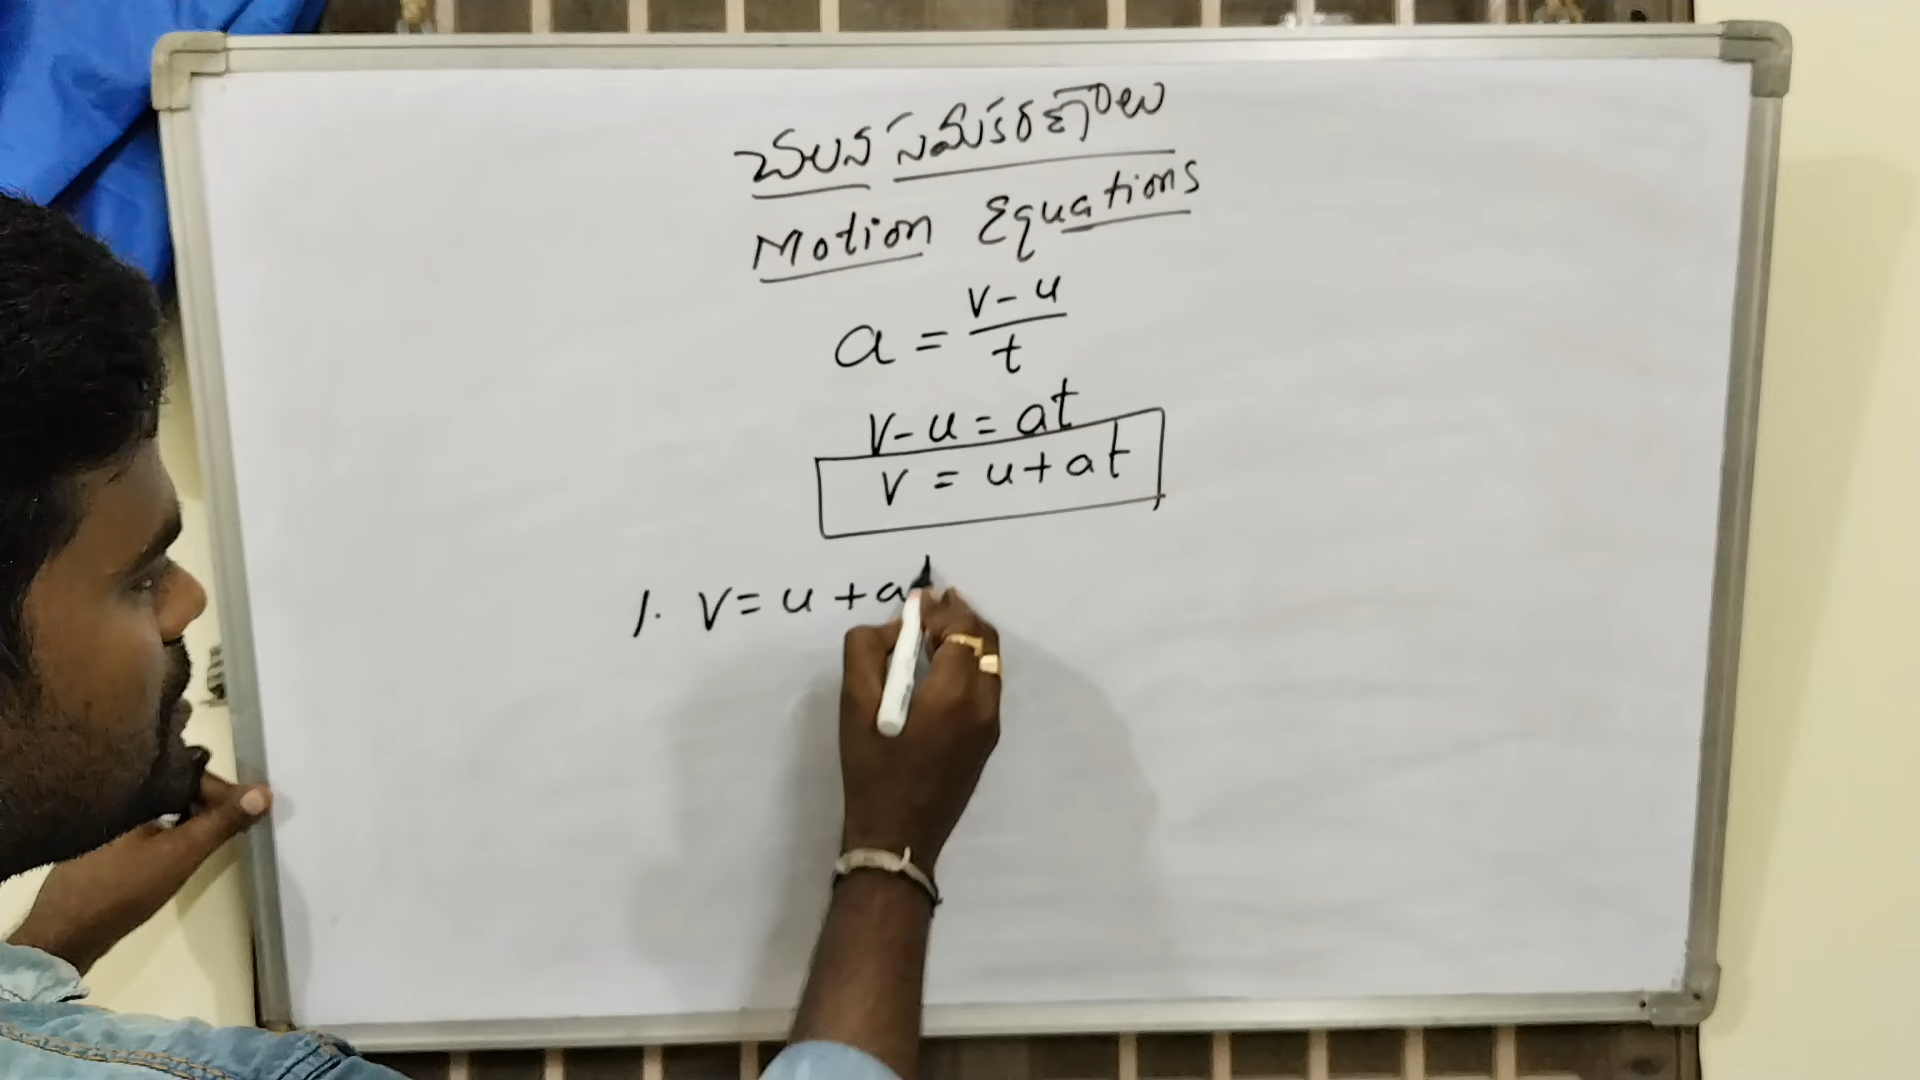 చలన సమీకరణాలు
Motion Equations
a = v-u/t
v-u = at
v = u+at
1. v = u + a